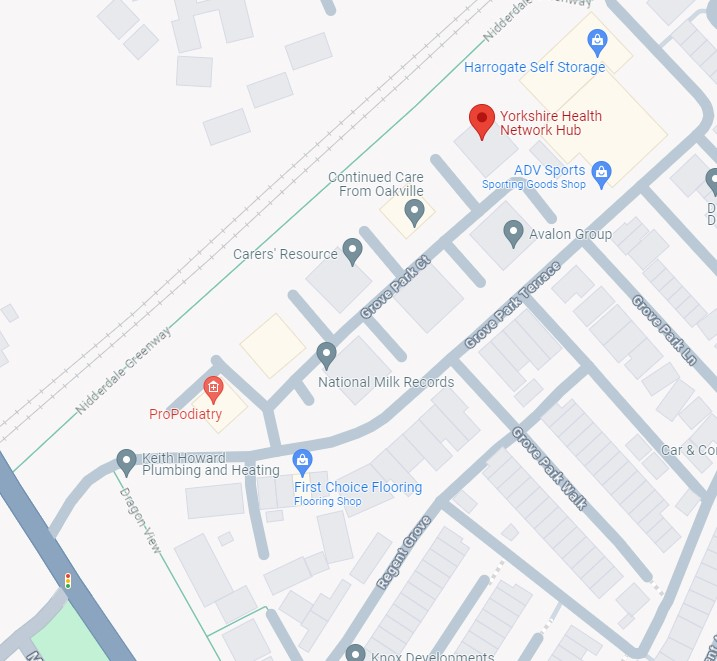 Nidderdale Greenway
Harrogate Self Storage
Yorkshire Health
Network Hub
ADV Sports
Sporting Goods Shop
Continued Care
From Oakville
Avalon Group
Carers' Resource
Grove Park Ct
Grove Park Terrace
Grove Park Ln
Nidderdale Greenway
National Milk Records
ProPodiatry
Keith Howard
Plumbing and Heating
First Choice Flooring
Flooring Shop
Grove Park Walk
Car & Co
Dragon View
Regent Grove
Knox Developments